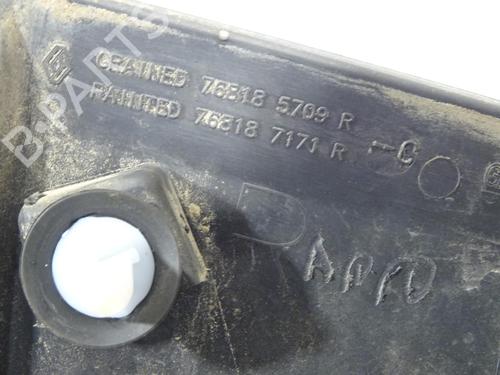 GRAINED 76818 5709 R
PAINTED 76818 7171 R -C
B-PARTS